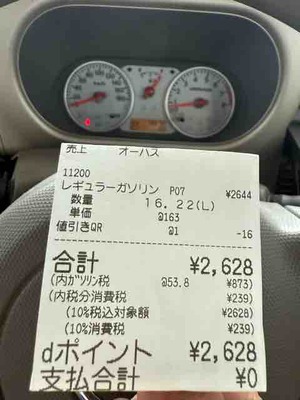 売上 オーハス
11200
レギュラーガソリン P07 ¥2644
数量 16.22(L)
単価 @163
値引きQR @1 -16
合計 ¥2,628
(内ガソリン税 @53.8 ¥873)
(内税分消費税 ¥239)
(10%税込対象額 ¥2628)
(10%消費税 ¥239)
dポイント ¥2,628
支払合計 ¥0